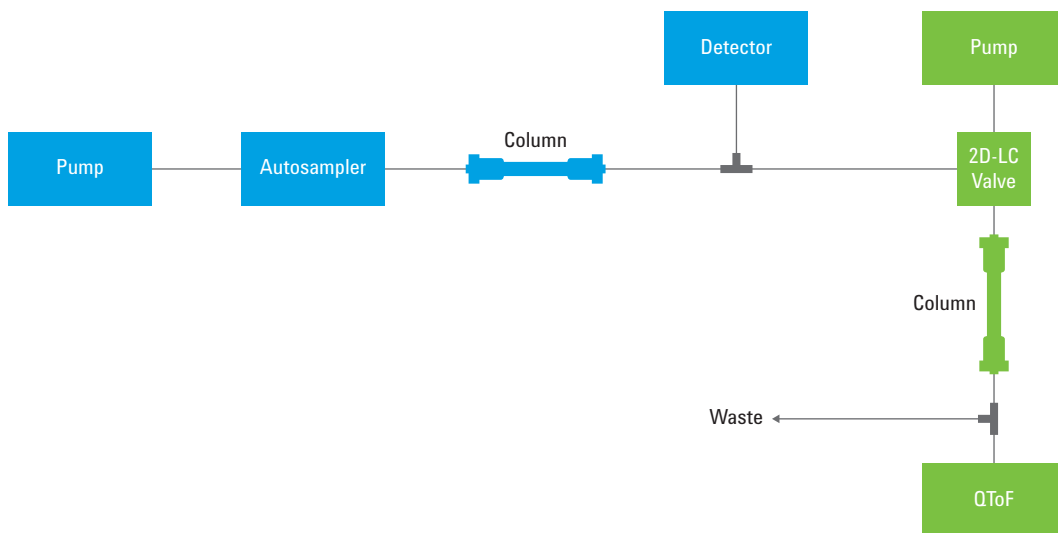 Detector
Pump
Pump
Autosampler
Column
2D-LC
Valve
Column
Waste
QToF